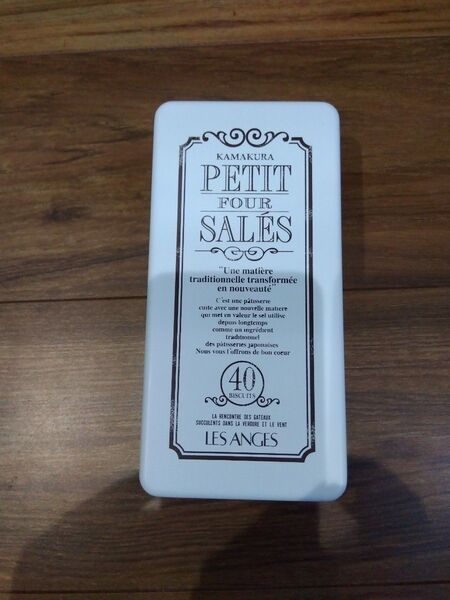 KAMAKURA
PETIT
FOUR
SALÉS
"Une matière
traditionnelle transformée
en nouveauté"
C'est une pâtisserie
cuite avec une nouvelle matière
qui met en valeur le sel utilisé
depuis longtemps
comme un ingrédient
traditionnel
des pâtisseries japonaises
Nous vous l'offrons de bon coeur
40
BISCUITS
LA RENCONTRE DES GATEAUX
SUCCULENTS DANS LA VERDURE ET LE VENT
LES ANGES